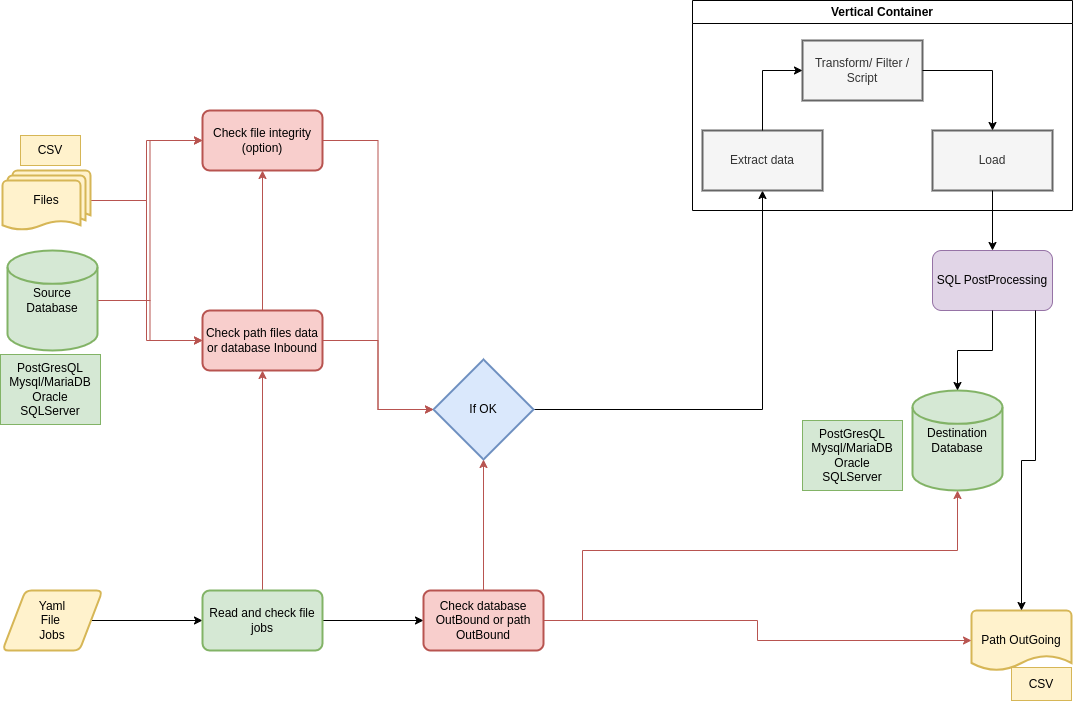 Vertical Container
Transform/ Filter /
Script
Extract data
Load
Check file integrity
(option)
CSV
Files
Source
Database
PostGresQL
Mysql/MariaDB
Oracle
SQLServer
Check path files data
or database Inbound
If OK
SQL PostProcessing
PostGresQL
Mysql/MariaDB
Oracle
SQLServer
Destination
Database
Yaml
File
Jobs
Read and check file
jobs
Check database
OutBound or path
OutBound
Path OutGoing
CSV